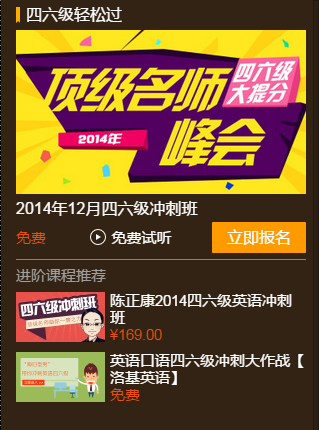 四六级轻松过
顶级名师
四六级
大提分
2014年
峰会
2014年12月四六级冲刺班
免费
免费试听
立即报名
进阶课程推荐
四六级冲刺班
陈正康2014四六级英语冲刺
班
¥169.00
英语口语四六级冲刺大作战【
洛基英语】
免费